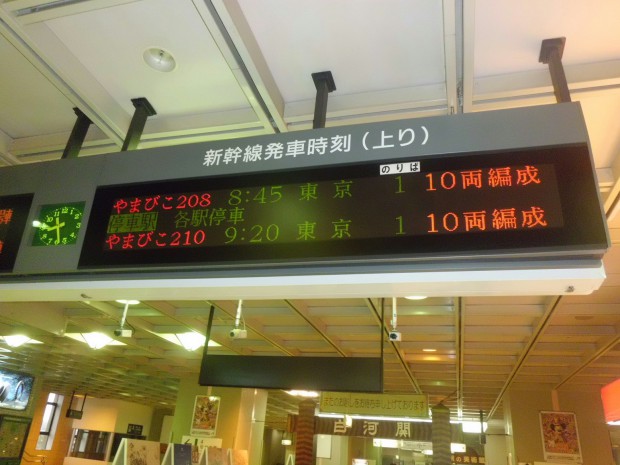 新幹線発車時刻(上り)
のりば
やまびこ208 8:45 東京 1 10両編成
停車駅 各駅停車
やまびこ210 9:20 東京 1 10両編成
白河関